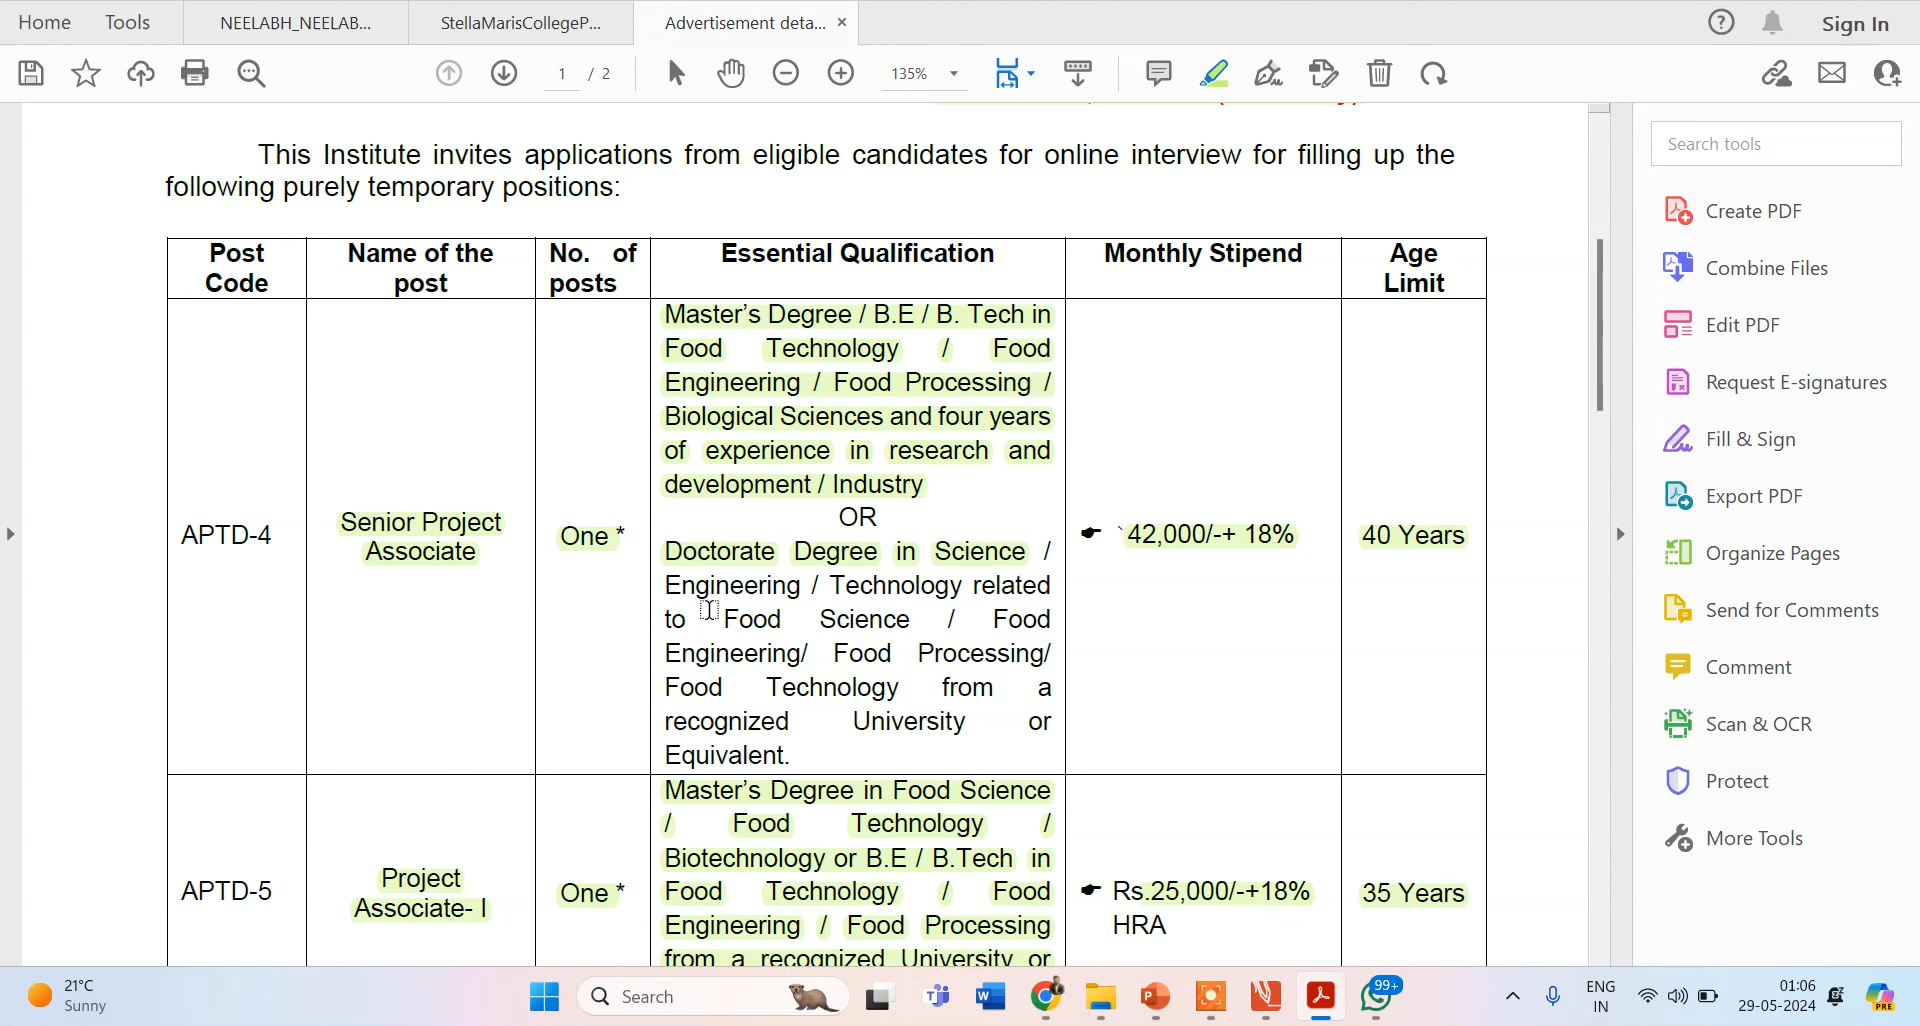 Home Tools NEELABH_NEELAB... StellaMarisCollegeP... Advertisement deta... × Sign In
1 / 2 135%
This Institute invites applications from eligible candidates for online interview for filling up the
following purely temporary positions:
Post Code
Name of the post
No. of posts
Essential Qualification
Monthly Stipend
Age Limit
APTD-4
Senior Project
Associate
One *
Master's Degree / B.E / B. Tech in
Food Technology / Food
Engineering / Food Processing /
Biological Sciences and four years
of experience in research and
development / Industry
OR
Doctorate Degree in Science /
Engineering / Technology related
to Food Science / Food
Engineering/ Food Processing/
Food Technology from a
recognized University or
Equivalent.
☛ `42,000/-+ 18%
40 Years
APTD-5
Project
Associate- I
One *
Master's Degree in Food Science
/ Food Technology /
Biotechnology or B.E / B.Tech in
Food Technology / Food
Engineering / Food Processing
from a recognized University or
☛ Rs.25,000/-+18%
HRA
35 Years
Search tools
Create PDF
Combine Files
Edit PDF
Request E-signatures
Fill & Sign
Export PDF
Organize Pages
Send for Comments
Comment
Scan & OCR
Protect
More Tools
21°C
Sunny
Search
99+
ENG
IN
01:06
29-05-2024
PRE